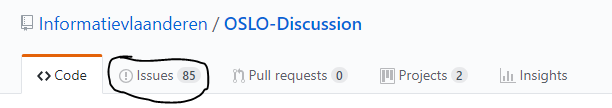 Informatievlaanderen / OSLO-Discussion
Code Issues 85 Pull requests 0 Projects 2 Insights